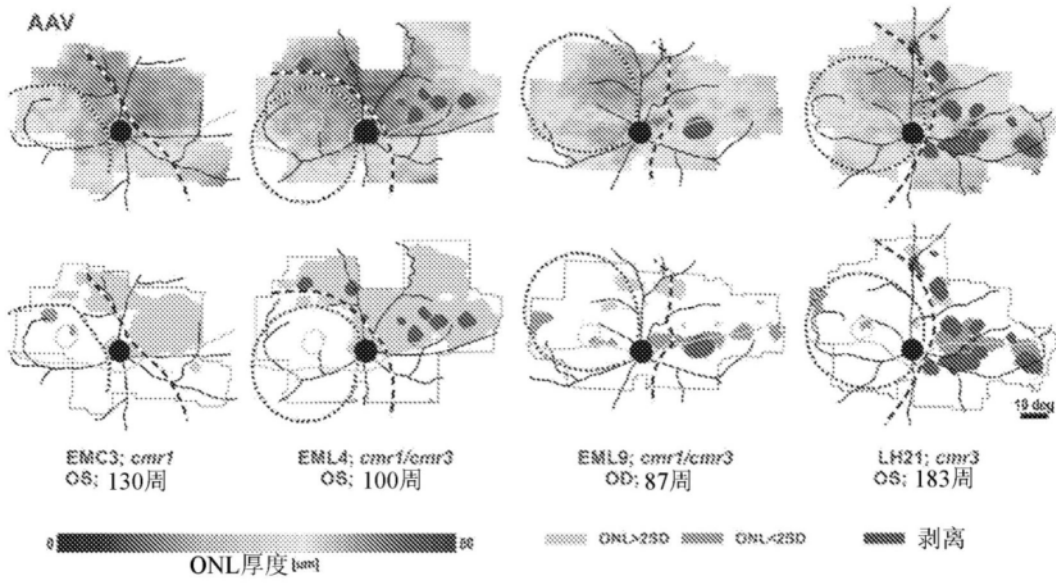 AAV
18 deg
EMC3; cmr1
OS; 130周
EML4; cmr1/cmr3
OS; 100周
EML9; cmr1/cmr3
OD; 87周
LH21; cmr3
OS; 183周
0
ONL厚度
ONL>2SD
ONL<2SD
剥离